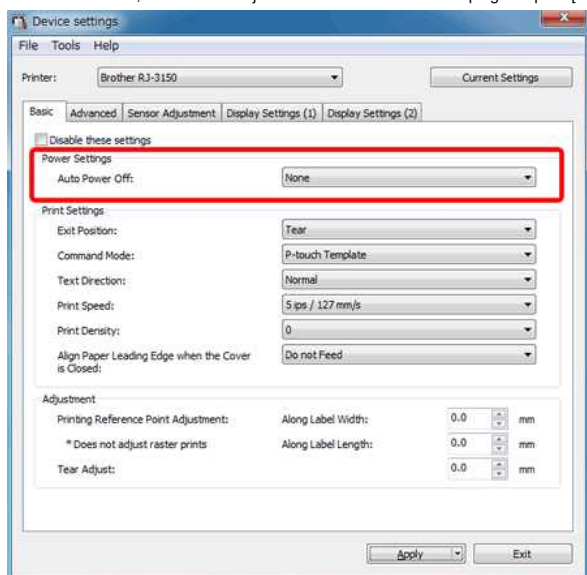 Device settings
File Tools Help
Printer: Brother RJ-3150 Current Settings
Basic Advanced Sensor Adjustment Display Settings (1) Display Settings (2)
Disable these settings
Power Settings
Auto Power Off: None
Print Settings
Exit Position: Tear
Command Mode: P-touch Template
Text Direction: Normal
Print Speed: 5 ips / 127 mm/s
Print Density: 0
Align Paper Leading Edge when the Cover Do not Feed
is Closed:
Adjustment
Printing Reference Point Adjustment: Along Label Width: 0.0 mm
* Does not adjust raster prints Along Label Length: 0.0 mm
Tear Adjust: 0.0 mm
Apply Exit